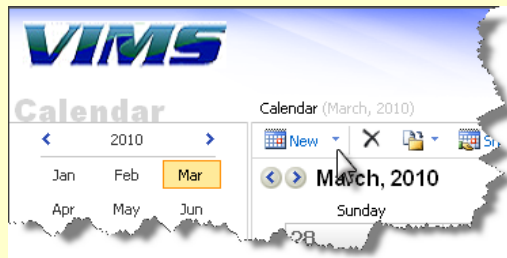 VIMS
Calendar
Calendar (March, 2010)
2010
New
Jan Feb Mar
March, 2010
Apr May Jun
Sunday
28